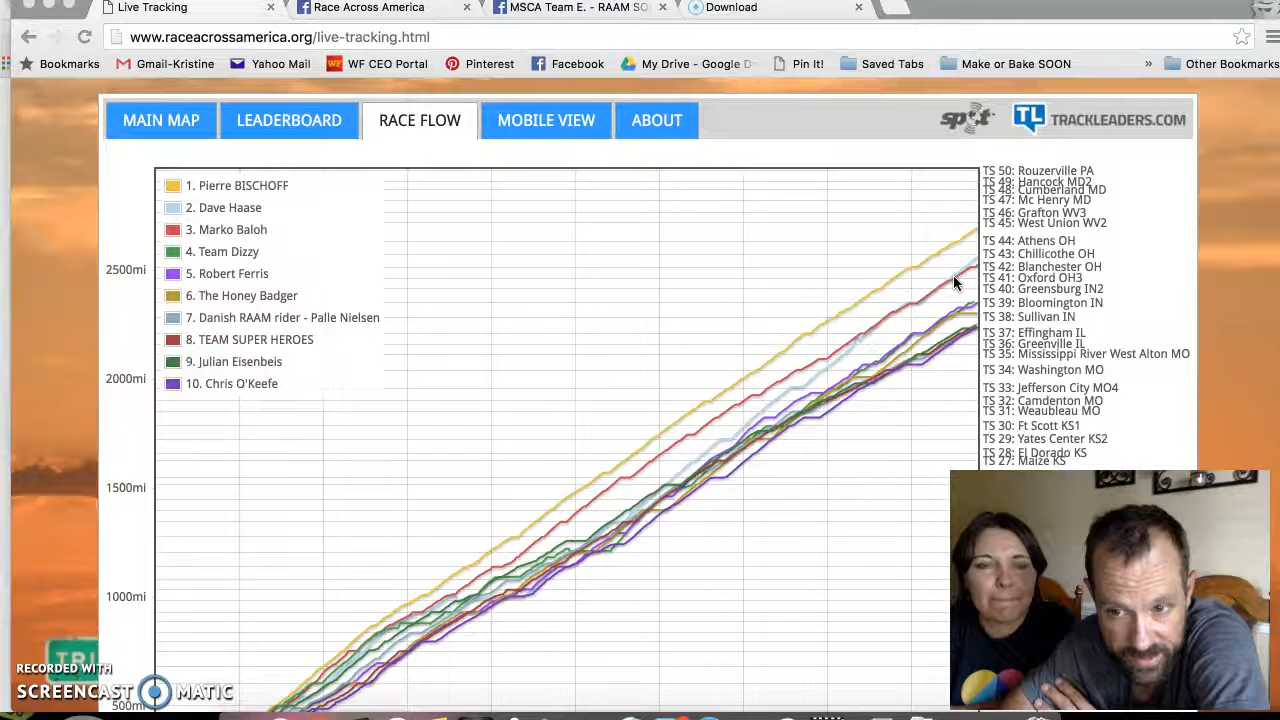 Live Tracking
Race Across America
MSCA Team E. - RAAM SO
Download
www.raceacrossamerica.org/live-tracking.html
Bookmarks
Gmail-Kristine
Yahoo Mail
WF CEO Portal
Pinterest
Facebook
My Drive - Google D
Pin It!
Saved Tabs
Make or Bake SOON
»
Other Bookmarks
MAIN MAP
LEADERBOARD
RACE FLOW
MOBILE VIEW
ABOUT
spot
TL TRACKLEADERS.COM
1. Pierre BISCHOFF
2. Dave Haase
3. Marko Baloh
4. Team Dizzy
5. Robert Ferris
6. The Honey Badger
7. Danish RAAM rider - Palle Nielsen
8. TEAM SUPER HEROES
9. Julian Eisenbeis
10. Chris O'Keefe
2500mi
2000mi
1500mi
1000mi
500mi
TS 50: Rouzerville PA
TS 49: Hancock MD2
TS 48: Cumberland MD
TS 47: Mc Henry MD
TS 46: Grafton WV3
TS 45: West Union WV2
TS 44: Athens OH
TS 43: Chillicothe OH
TS 42: Blanchester OH
TS 41: Oxford OH3
TS 40: Greensburg IN2
TS 39: Bloomington IN
TS 38: Sullivan IN
TS 37: Effingham IL
TS 36: Greenville IL
TS 35: Mississippi River West Alton MO
TS 34: Washington MO
TS 33: Jefferson City MO4
TS 32: Camdenton MO
TS 31: Weaubleau MO
TS 30: Ft Scott KS1
TS 29: Yates Center KS2
TS 28: El Dorado KS
TS 27: Maize KS
TRI
RECORDED WITH
SCREENCAST MATIC